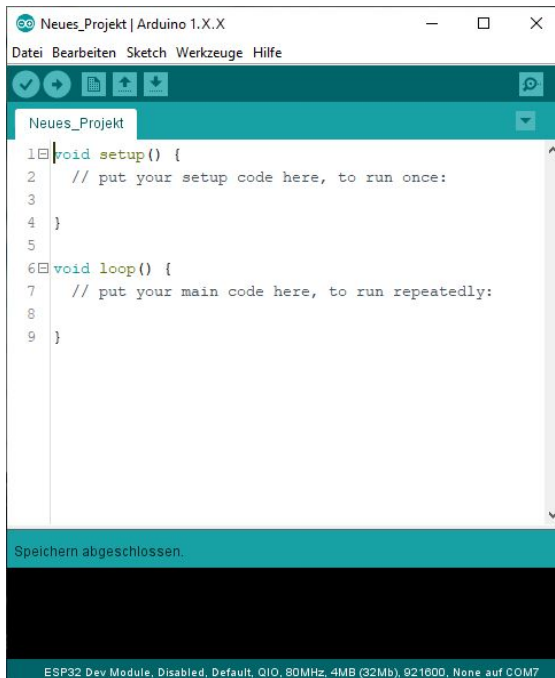 Neues_Projekt | Arduino 1.X.X
Datei Bearbeiten Sketch Werkzeuge Hilfe
Neues_Projekt
1 void setup() {
2 // put your setup code here, to run once:
3
4 }
5
6 void loop() {
7 // put your main code here, to run repeatedly:
8
9 }
Speichern abgeschlossen.
ESP32 Dev Module, Disabled, Default, QIO, 80MHz, 4MB (32Mb), 921600, None auf COM7